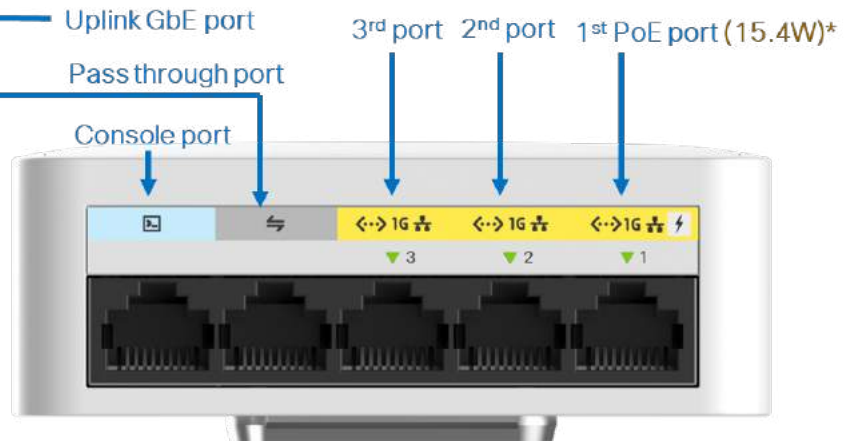 Uplink GbE port
3rd port 2nd port 1st PoE port (15.4W)*
Pass through port
Console port
1G 1G 1G
3 2 1